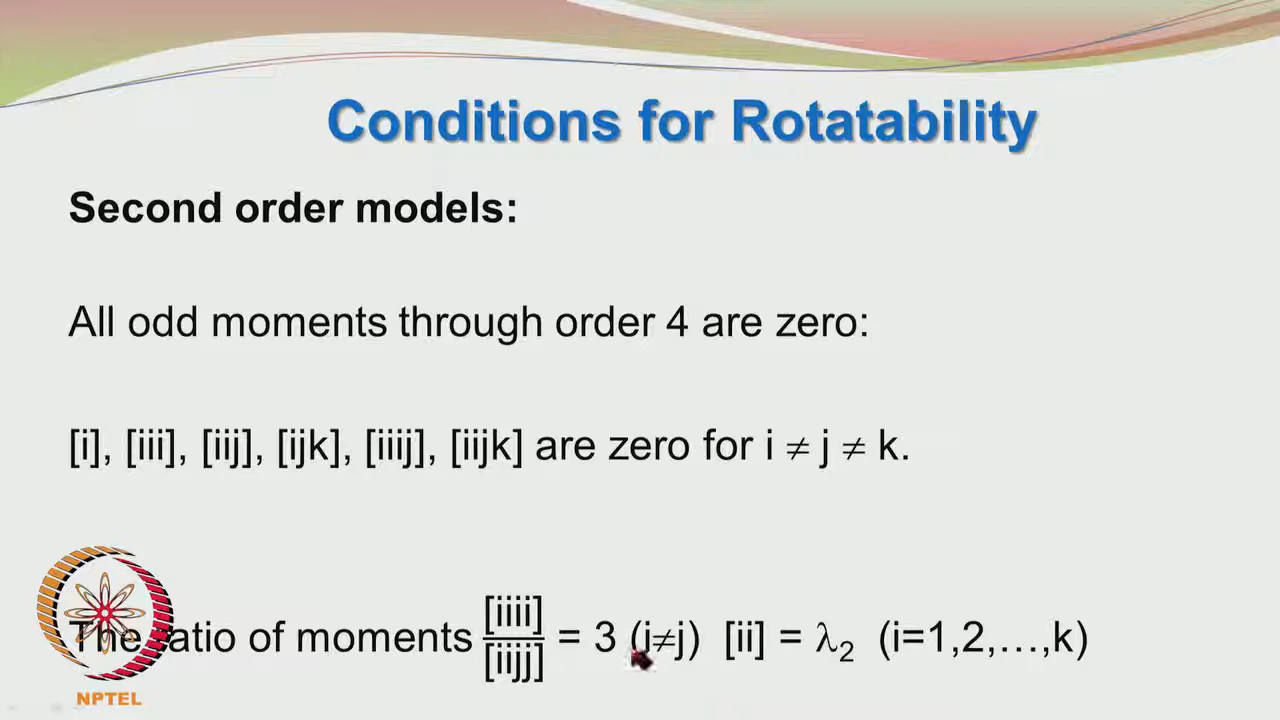 Conditions for Rotatability
Second order models:
All odd moments through order 4 are zero:
[i], [iii], [iij], [ijk], [iiij], [iijk] are zero for i ≠ j ≠ k.
The ratio of moments [iiii]/[iijj] = 3 (i≠j) [ii] = λ₂ (i=1,2,…,k)
NPTEL